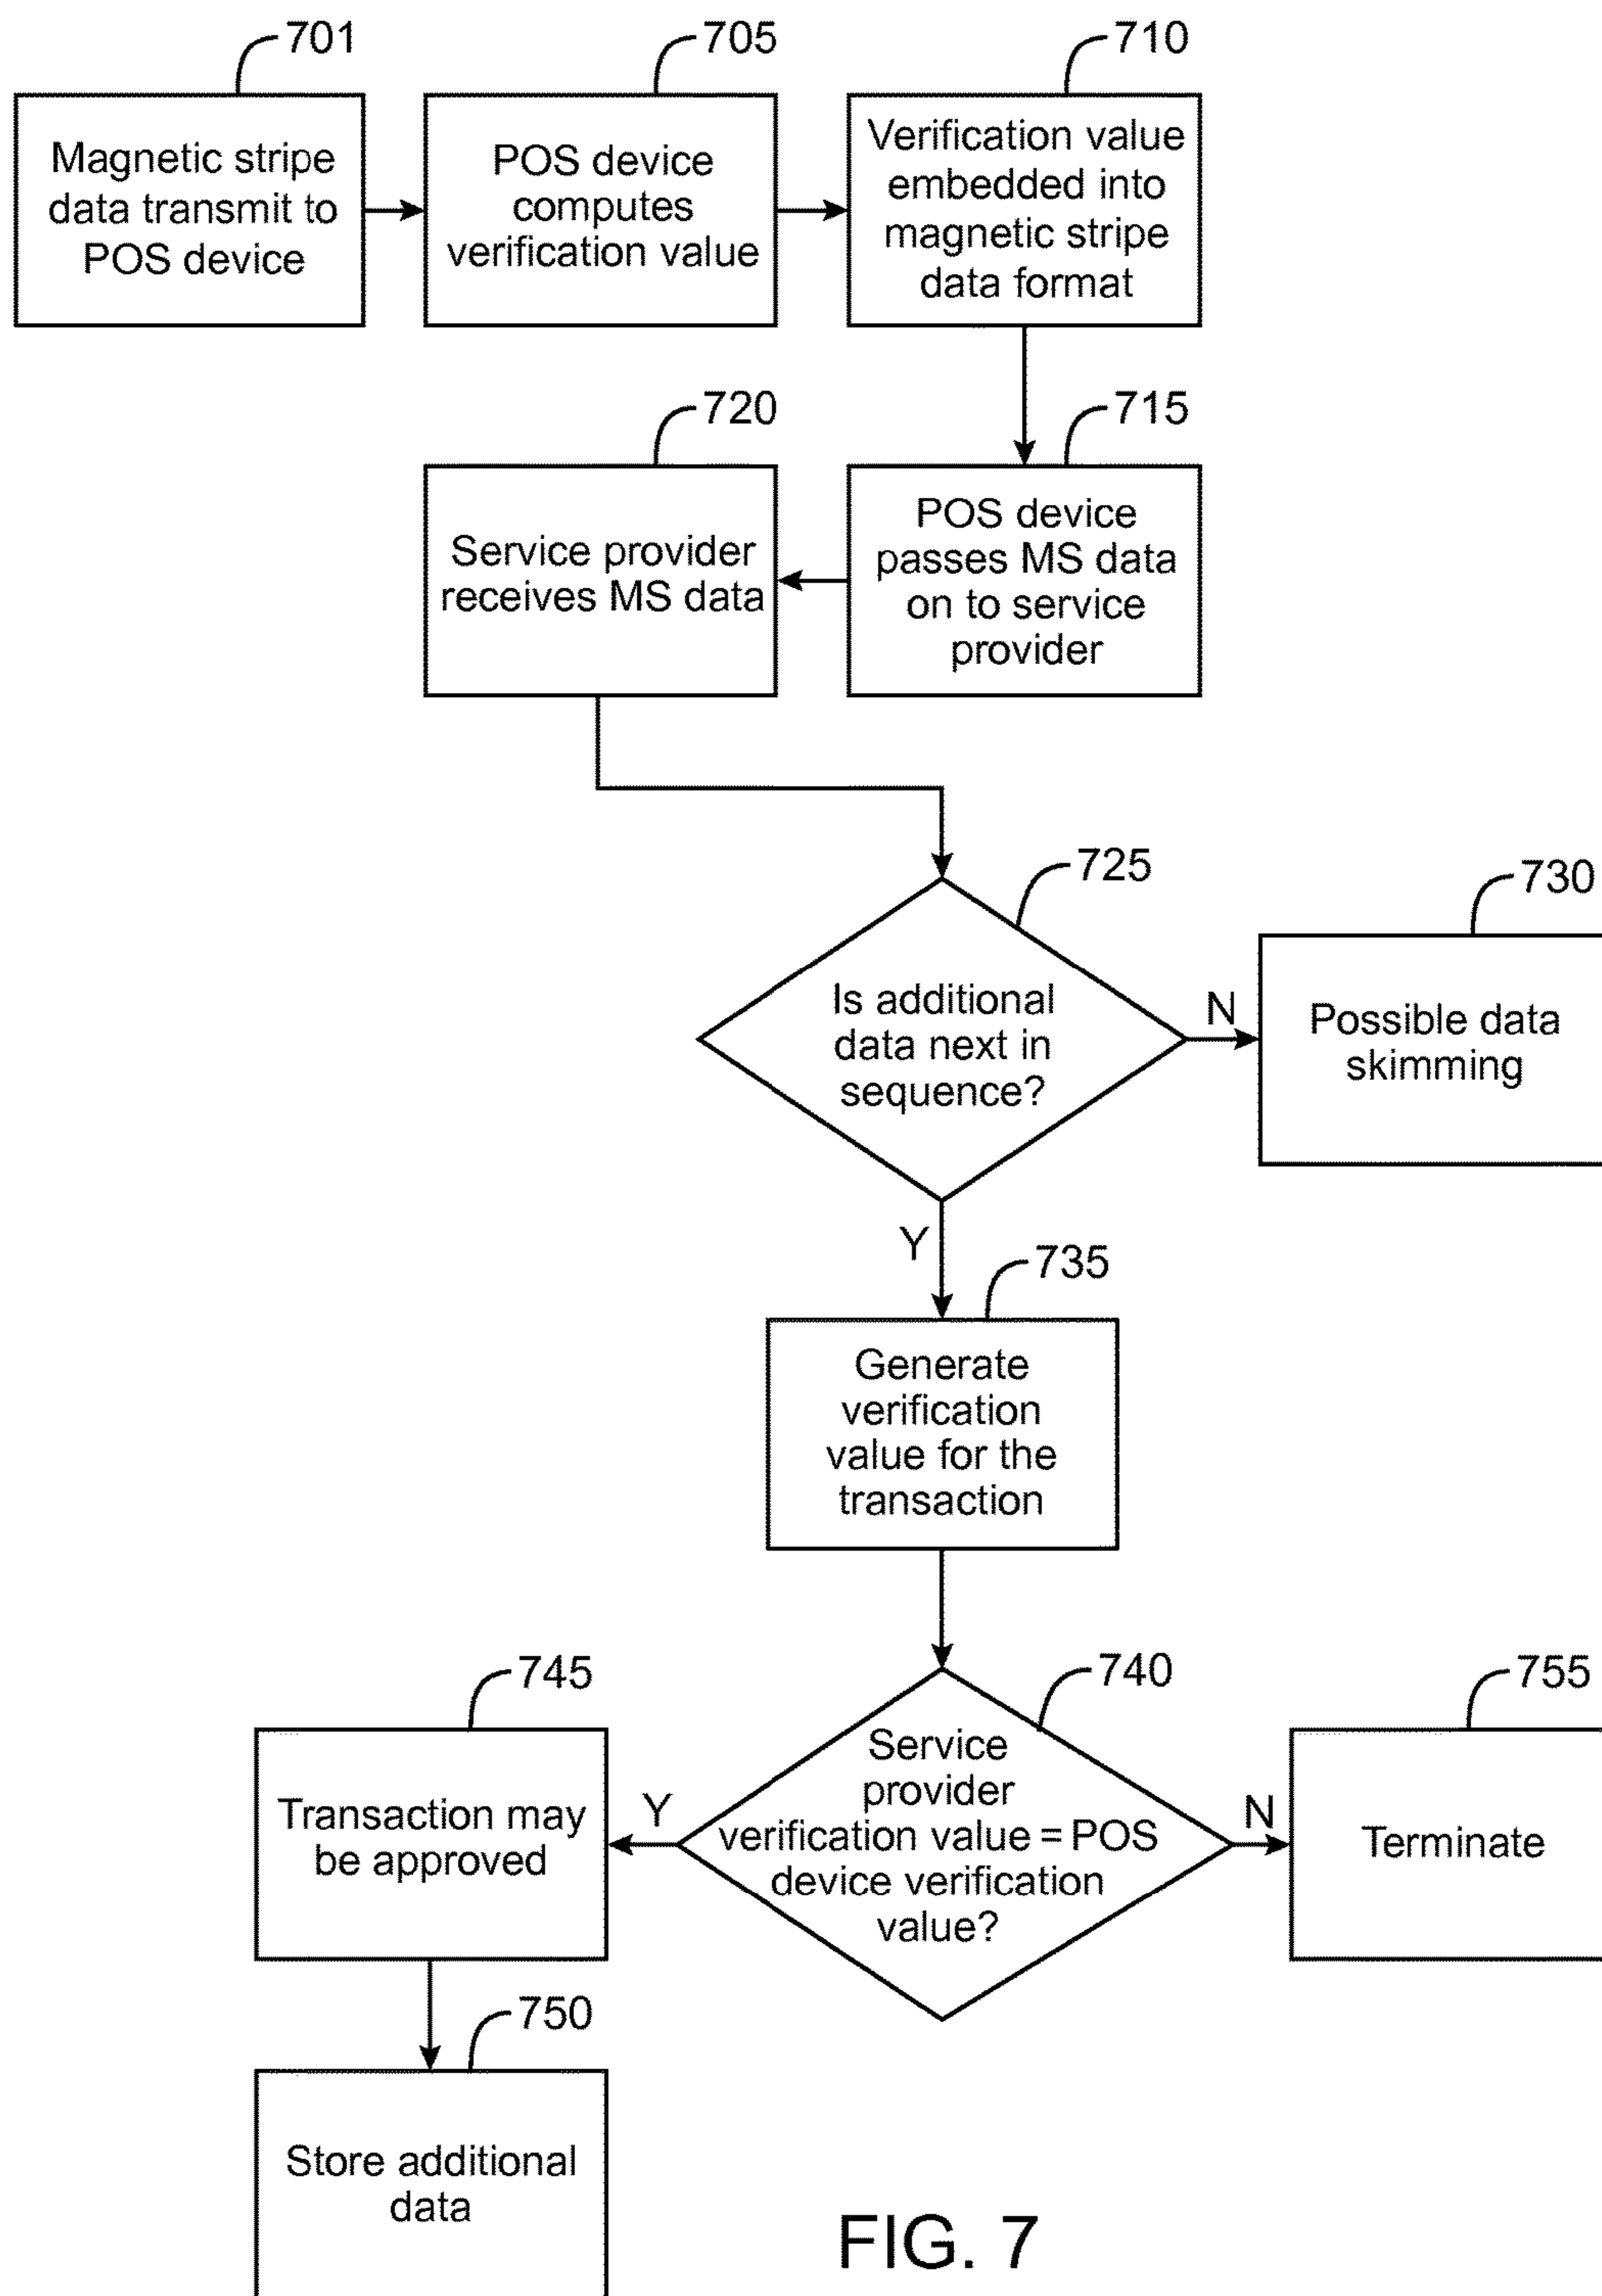 701
Magnetic stripe
data transmit to
POS device
705
POS device
computes
verification value
710
Verification value
embedded into
magnetic stripe
data format
715
POS device
passes MS data
on to service
provider
720
Service provider
receives MS data
725
Is additional
data next in
sequence?
N
730
Possible data
skimming
Y
735
Generate
verification
value for the
transaction
740
Service
provider
verification value = POS
device verification
value?
Y
745
Transaction may
be approved
N
755
Terminate
750
Store additional
data
FIG. 7